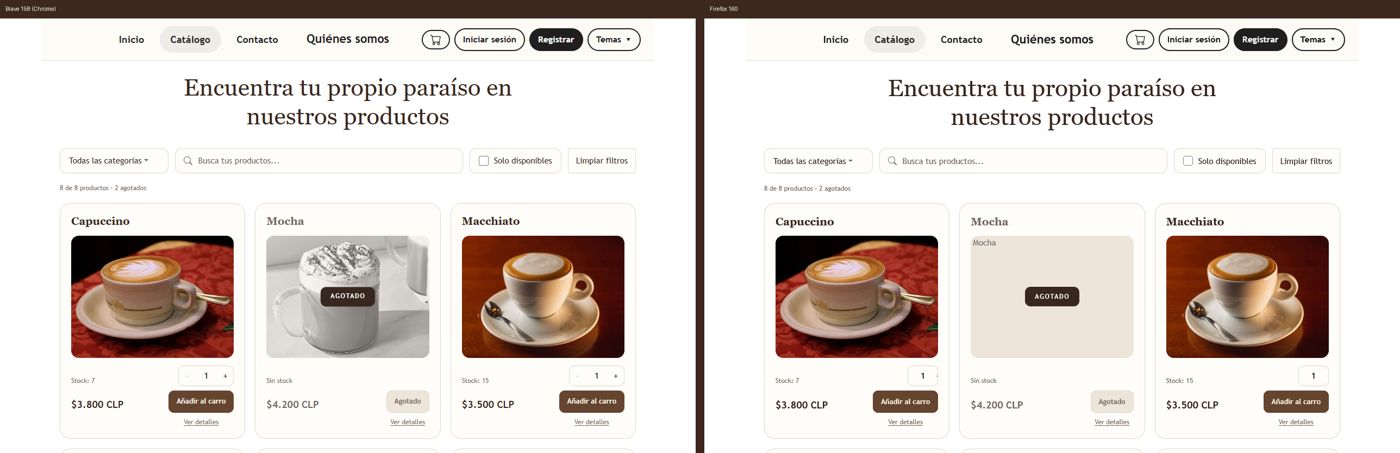 Brave 158 (Chrome)
Inicio Catálogo Contacto Quiénes somos Iniciar sesión Registrar Temas
Encuentra tu propio paraíso en
nuestros productos
Todas las categorías Busca tus productos... Solo disponibles Limpiar filtros
8 de 8 productos · 2 agotados
Capuccino
Stock: 7
- 1 +
$3.800 CLP
Añadir al carro
Ver detalles
Mocha
AGOTADO
Sin stock
$4.200 CLP
Agotado
Ver detalles
Macchiato
Stock: 15
- 1 +
$3.500 CLP
Añadir al carro
Ver detalles
Firefox 160
Inicio Catálogo Contacto Quiénes somos Iniciar sesión Registrar Temas
Encuentra tu propio paraíso en
nuestros productos
Todas las categorías Busca tus productos... Solo disponibles Limpiar filtros
8 de 8 productos · 2 agotados
Capuccino
Stock: 7
1
$3.800 CLP
Añadir al carro
Ver detalles
Mocha
Mocha
AGOTADO
Sin stock
$4.200 CLP
Agotado
Ver detalles
Macchiato
Stock: 15
1
$3.500 CLP
Añadir al carro
Ver detalles